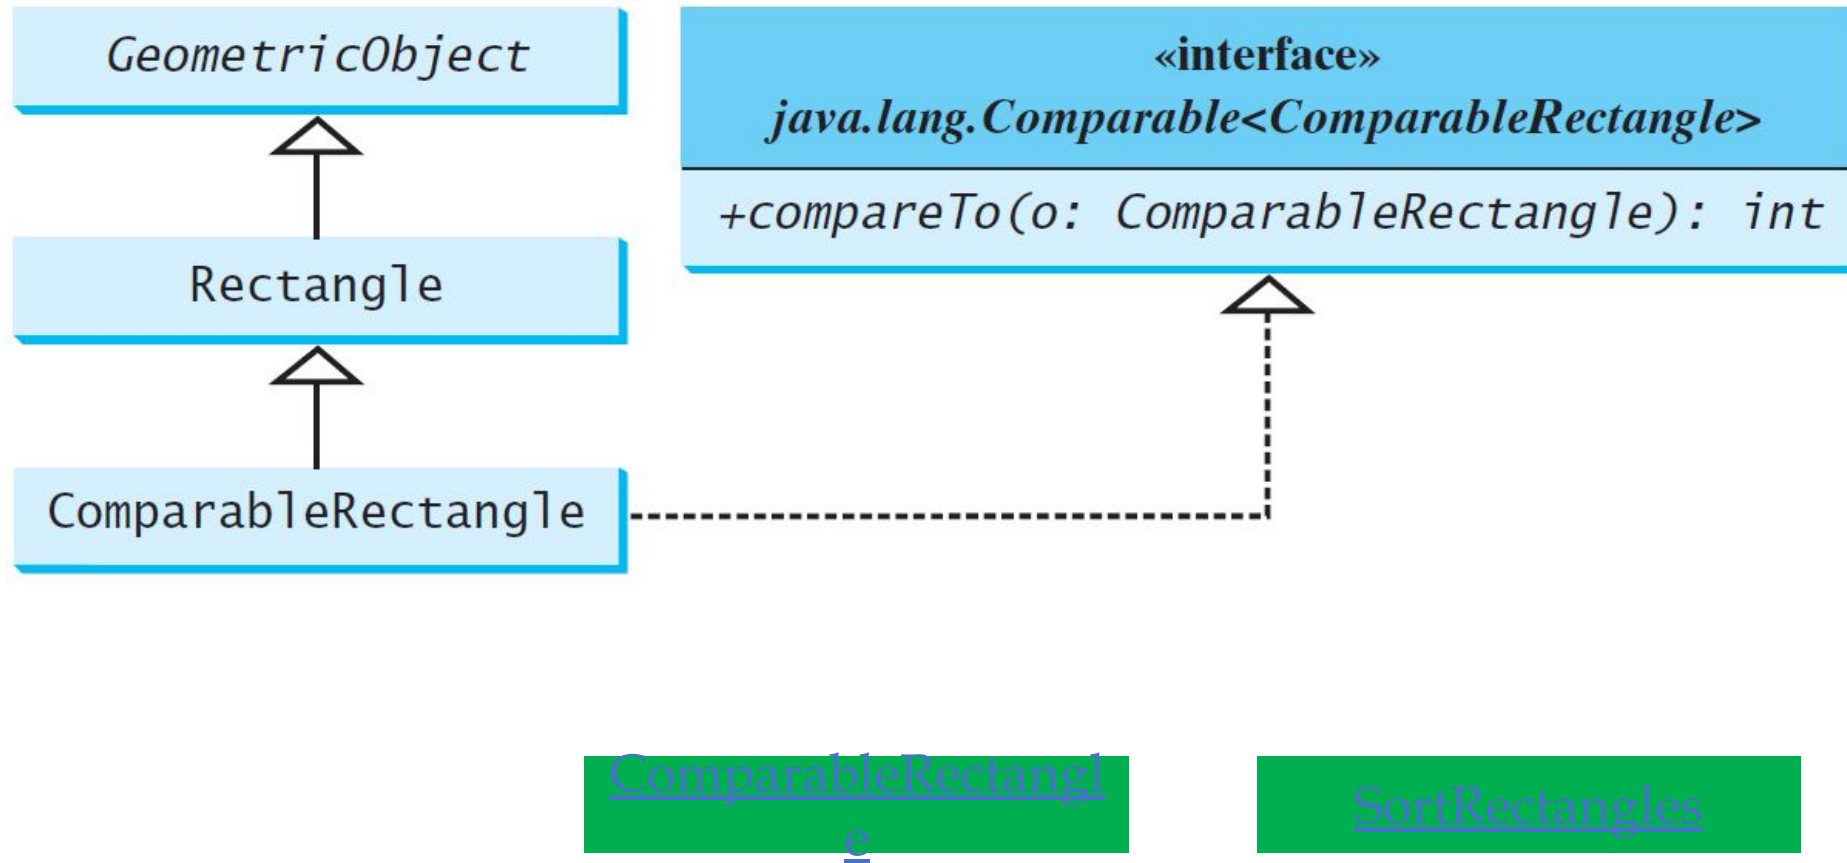 GeometricObject
«interface»
java.lang.Comparable<ComparableRectangle>
+compareTo(o: ComparableRectangle): int
Rectangle
ComparableRectangle
ComparableRectangl
e
SortRectangles